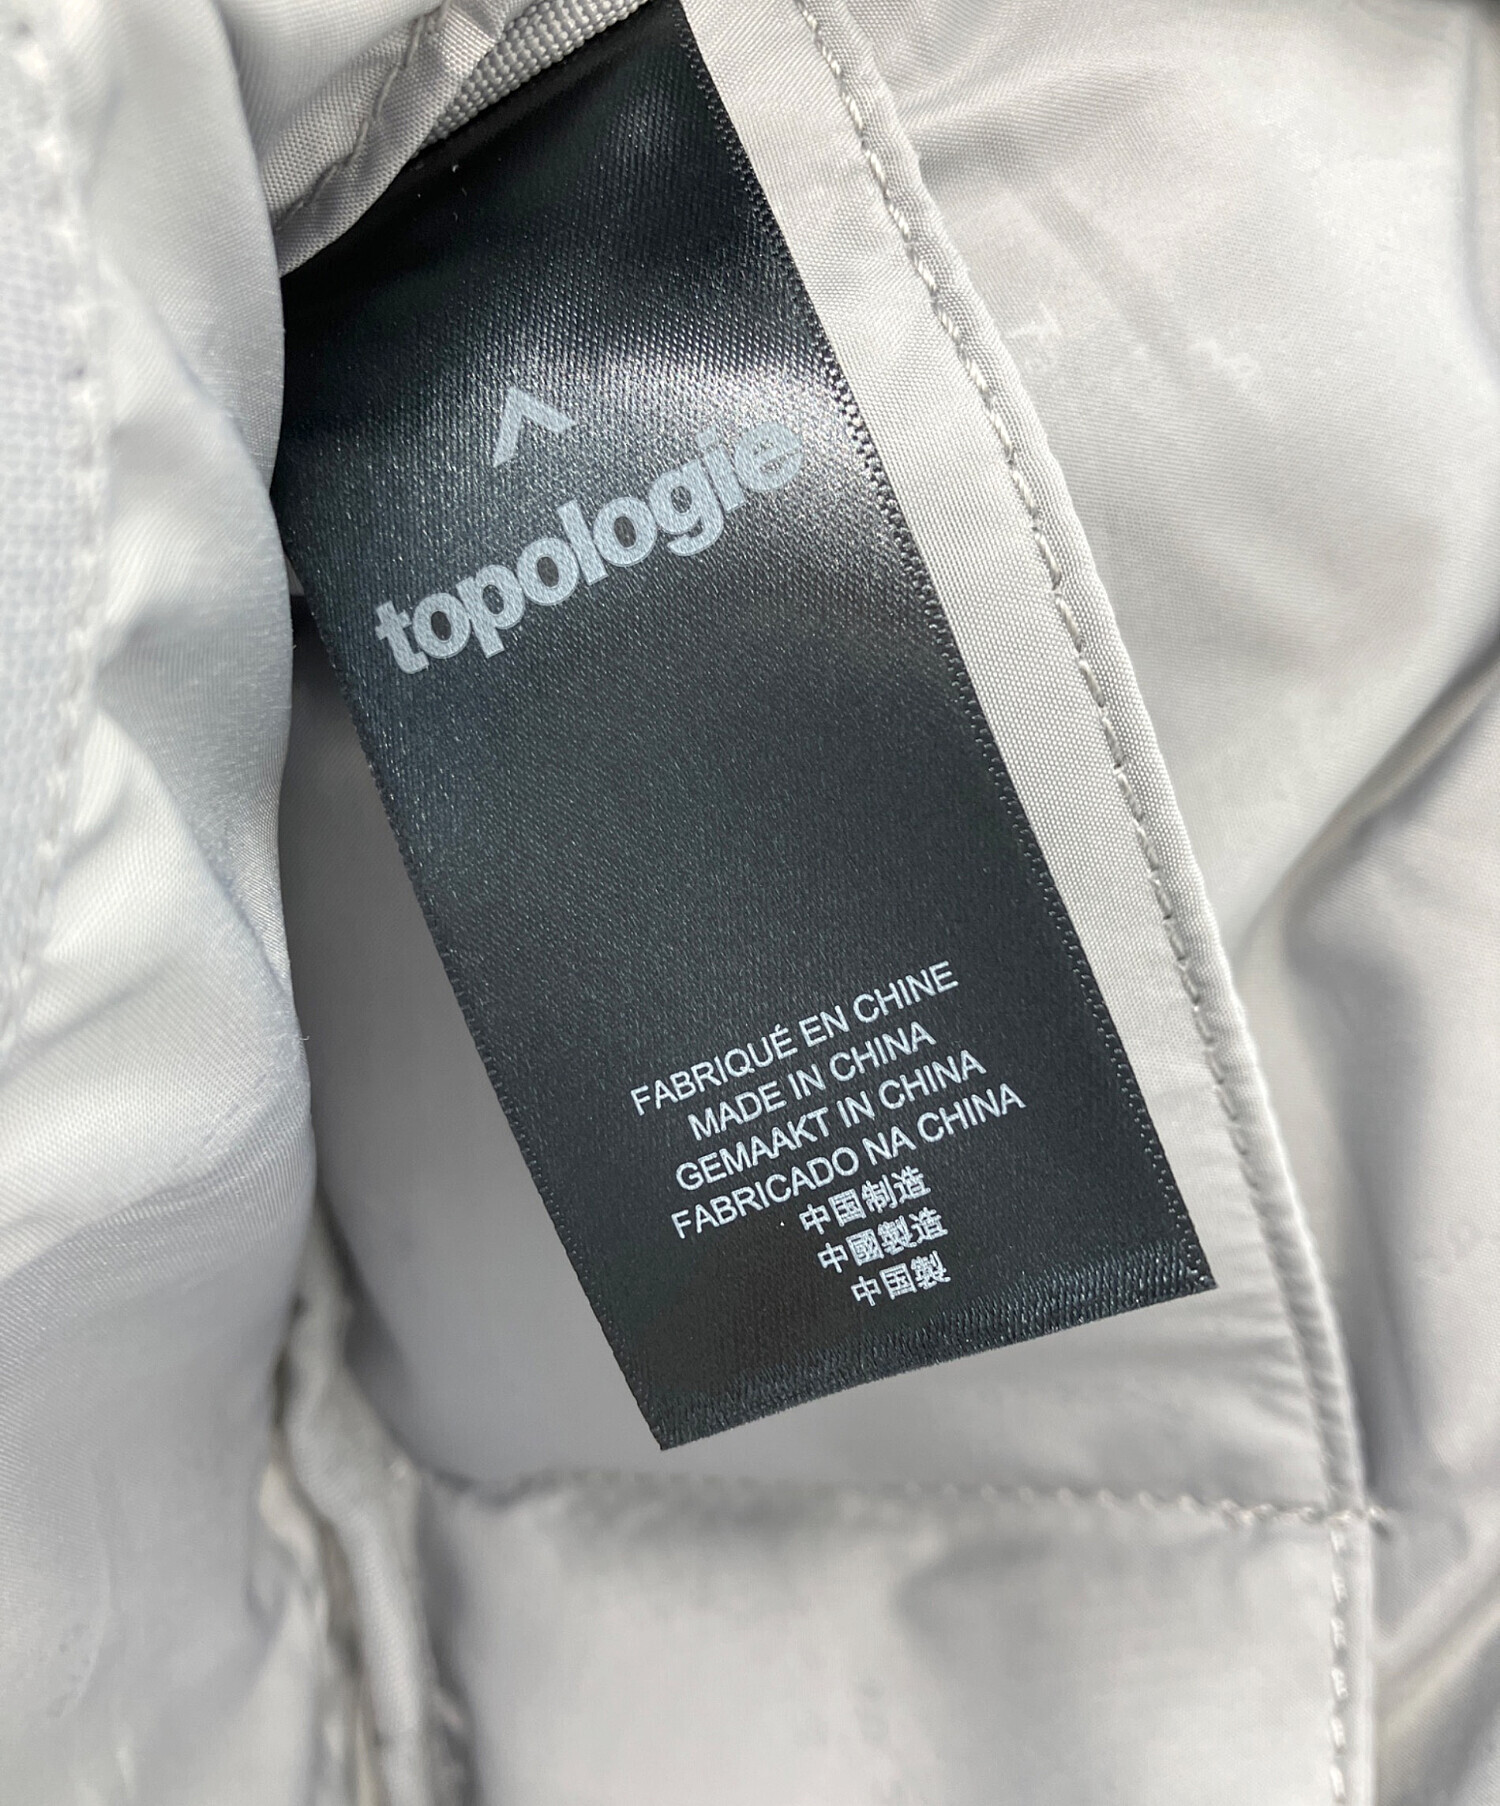 topologie
FABRIQUÉ EN CHINE
MADE IN CHINA
GEMAAKT IN CHINA
FABRICADO NA CHINA
中国制造
中國製造
中国製